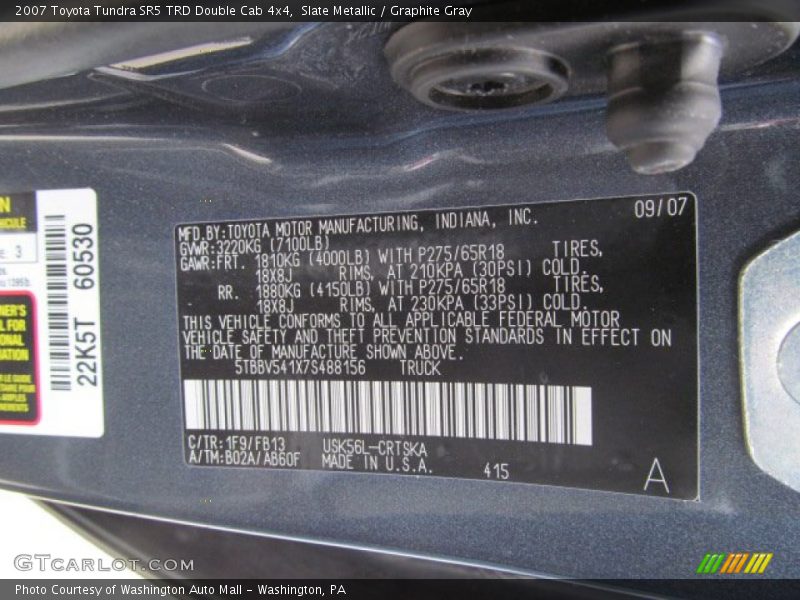 2007 Toyota Tundra SR5 TRD Double Cab 4x4, Slate Metallic / Graphite Gray
MFD.BY:TOYOTA MOTOR MANUFACTURING, INDIANA, INC. 09/07
GVWR:3220KG (7100LB)
GAWR:FRT. 1810KG (4000LB) WITH P275/65R18 TIRES,
18X8J RIMS, AT 210KPA (30PSI) COLD.
RR. 1880KG (4150LB) WITH P275/65R18 TIRES,
18X8J RIMS, AT 230KPA (33PSI) COLD.
THIS VEHICLE CONFORMS TO ALL APPLICABLE FEDERAL MOTOR
VEHICLE SAFETY AND THEFT PREVENTION STANDARDS IN EFFECT ON
THE DATE OF MANUFACTURE SHOWN ABOVE.
5TBBV541X7S488156 TRUCK
C/TR:1F9/FB13 USK56L-CRTSKA
A/TM:B02A/AB60F MADE IN U.S.A. 415 A
22K5T 60530
3
GTCARLOT.COM
Photo Courtesy of Washington Auto Mall - Washington, PA